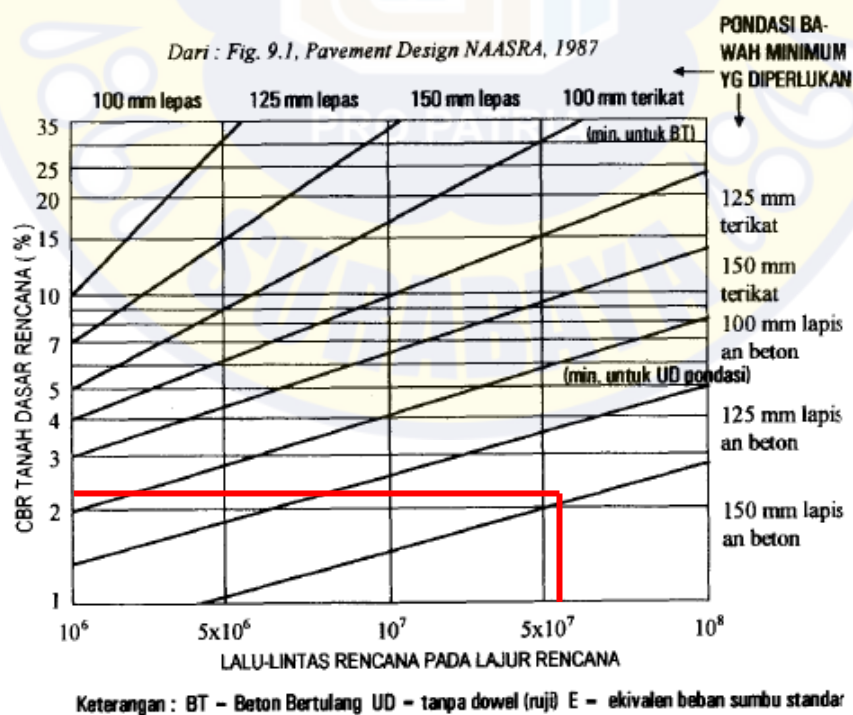 Dari : Fig. 9.1, Pavement Design NAASRA, 1987
PONDASI BA-
WAH MINIMUM
YG DIPERLUKAN
100 mm lepas 125 mm lepas 150 mm lepas 100 mm terikat
(min. untuk BT)
PRO PATRIA
SURABAYA
CBR TANAH DASAR RENCANA ( % )
35
25
20
15
10
7
5
4
3
2
1
125 mm
terikat
150 mm
terikat
100 mm lapis
an beton
(min. untuk UD pondasi)
125 mm lapis
an beton
150 mm lapis
an beton
10⁶ 5x10⁶ 10⁷ 5x10⁷ 10⁸
LALU-LINTAS RENCANA PADA LAJUR RENCANA
Keterangan : BT – Beton Bertulang UD – tanpa dowel (ruji) E – ekivalen beban sumbu standar